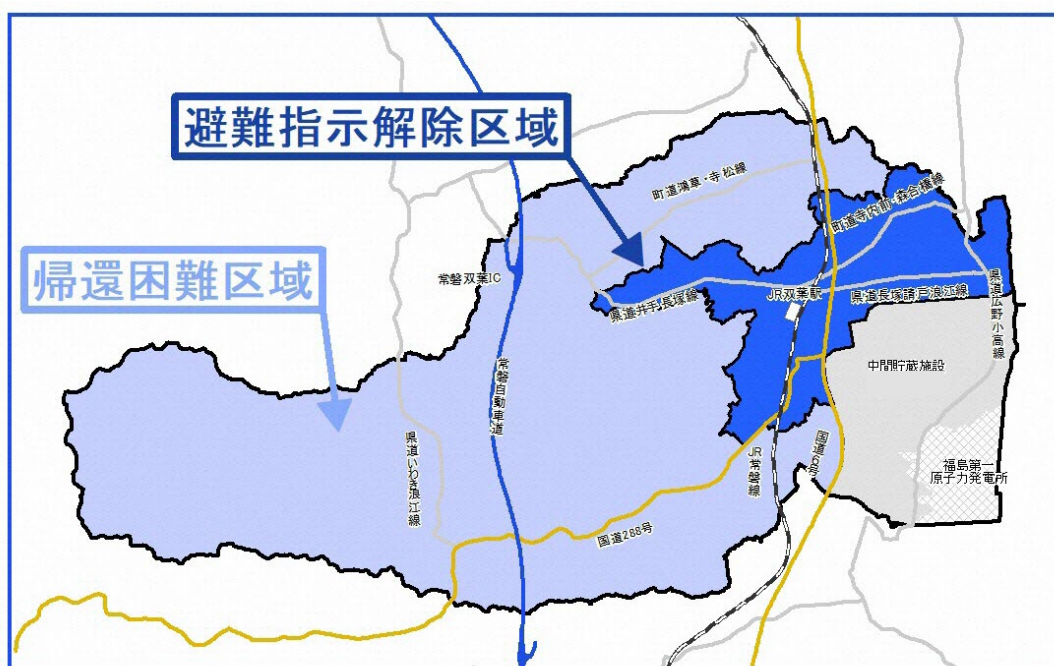 避難指示解除区域
町道鴻草・寺松線
町道寺内前・森合橋線
帰還困難区域
常磐双葉IC
県道井手長塚線
JR双葉駅
県道長塚請戸浪江線
県道広野小高線
中間貯蔵施設
常磐自動車道
県道いわき浪江線
国道6号
JR常磐線
福島第一
原子力発電所
国道288号